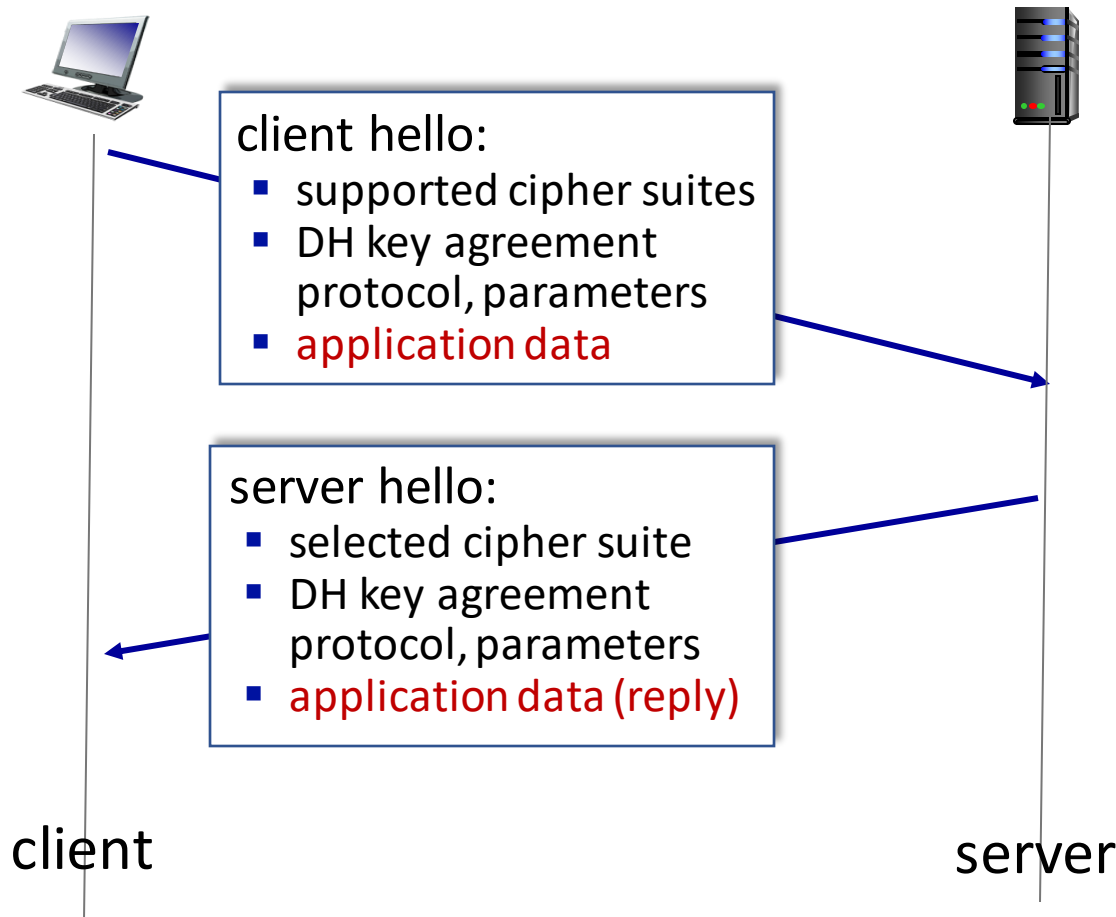 client hello:
▪ supported cipher suites
▪ DH key agreement
protocol, parameters
▪ application data
server hello:
▪ selected cipher suite
▪ DH key agreement
protocol, parameters
▪ application data (reply)
client
server